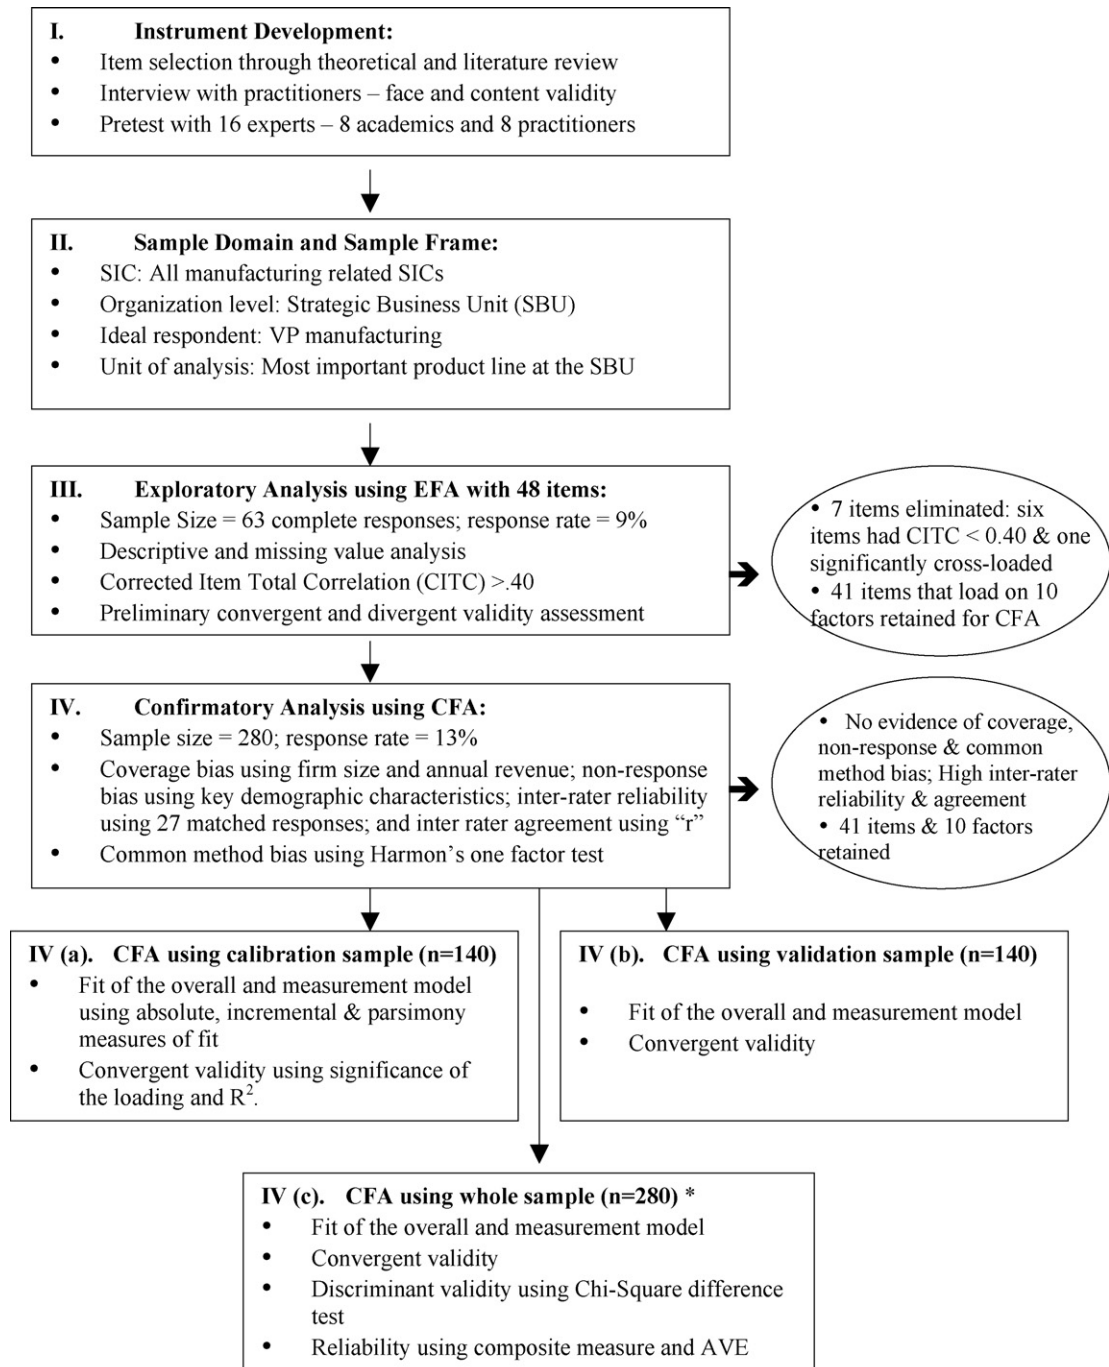 I. Instrument Development:
• Item selection through theoretical and literature review
• Interview with practitioners – face and content validity
• Pretest with 16 experts – 8 academics and 8 practitioners
II. Sample Domain and Sample Frame:
• SIC: All manufacturing related SICs
• Organization level: Strategic Business Unit (SBU)
• Ideal respondent: VP manufacturing
• Unit of analysis: Most important product line at the SBU
III. Exploratory Analysis using EFA with 48 items:
• Sample Size = 63 complete responses; response rate = 9%
• Descriptive and missing value analysis
• Corrected Item Total Correlation (CITC) >.40
• Preliminary convergent and divergent validity assessment
• 7 items eliminated: six
items had CITC < 0.40 & one
significantly cross-loaded
• 41 items that load on 10
factors retained for CFA
IV. Confirmatory Analysis using CFA:
• Sample size = 280; response rate = 13%
• Coverage bias using firm size and annual revenue; non-response
bias using key demographic characteristics; inter-rater reliability
using 27 matched responses; and inter rater agreement using “r”
• Common method bias using Harmon’s one factor test
• No evidence of coverage,
non-response & common
method bias; High inter-rater
reliability & agreement
• 41 items & 10 factors
retained
IV (a). CFA using calibration sample (n=140)
• Fit of the overall and measurement model
using absolute, incremental & parsimony
measures of fit
• Convergent validity using significance of
the loading and R².
IV (b). CFA using validation sample (n=140)
• Fit of the overall and measurement model
• Convergent validity
IV (c). CFA using whole sample (n=280) *
• Fit of the overall and measurement model
• Convergent validity
• Discriminant validity using Chi-Square difference
test
• Reliability using composite measure and AVE